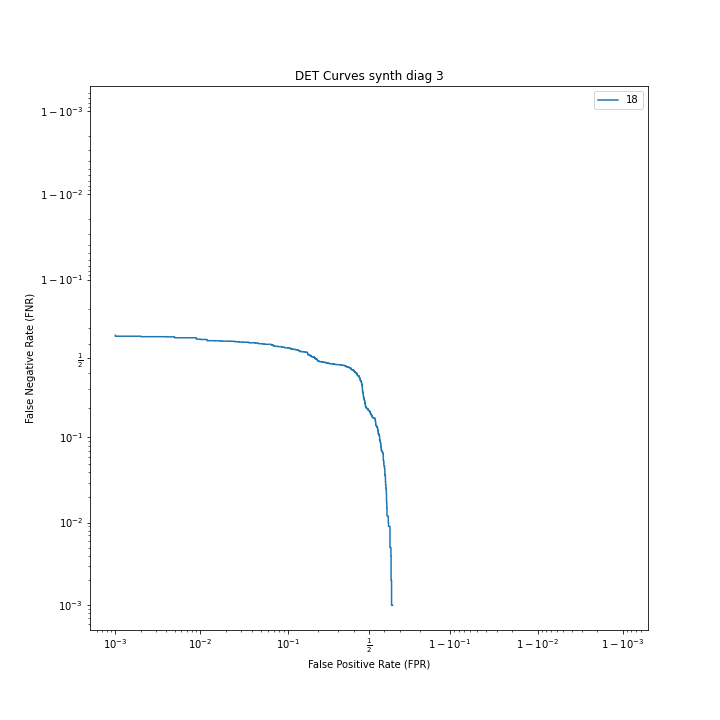 DET Curves synth diag 3
18
1 − 10⁻³
1 − 10⁻²
1 − 10⁻¹
½
10⁻¹
10⁻²
10⁻³
False Negative Rate (FNR)
10⁻³ 10⁻² 10⁻¹ ½ 1 − 10⁻¹ 1 − 10⁻² 1 − 10⁻³
False Positive Rate (FPR)